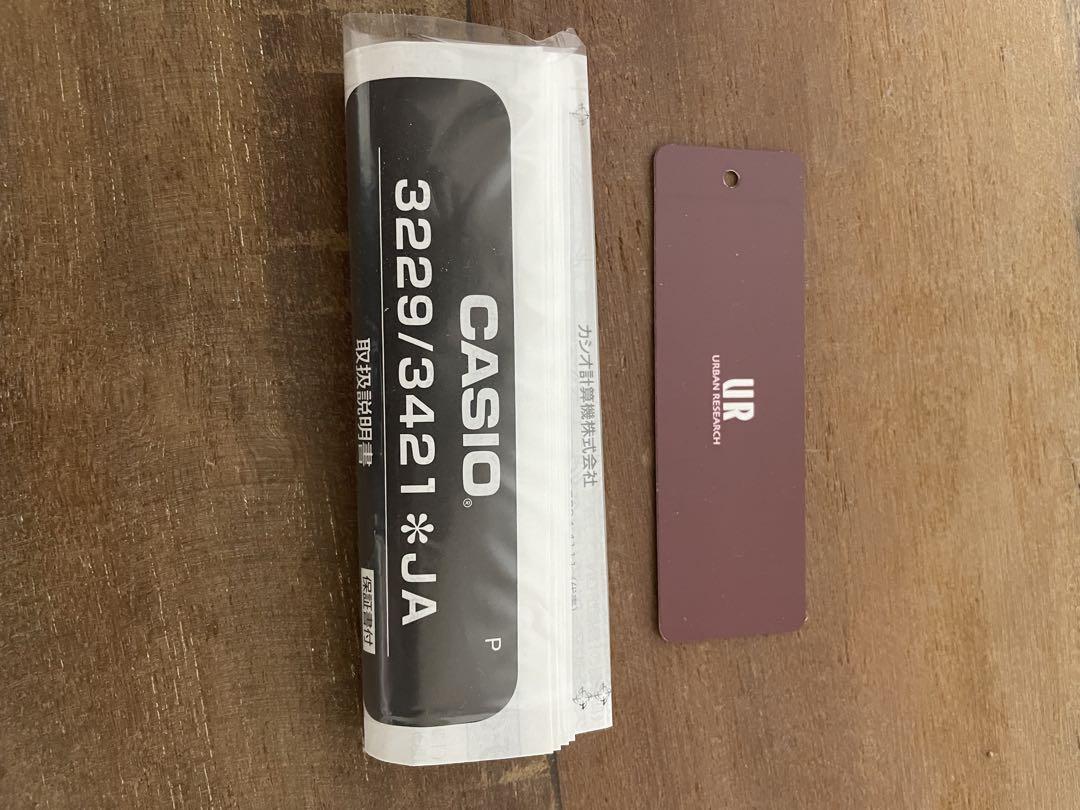 P
CASIO®
3229/3421✻JA
取扱説明書
保証書付
カシオ計算機株式会社
UR
URBAN RESEARCH